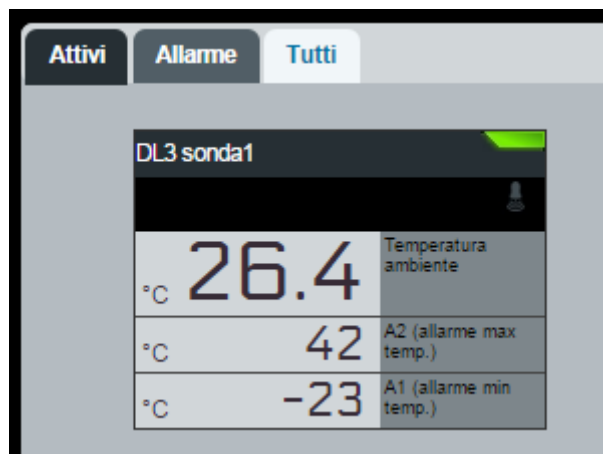 Attivi Allarme Tutti
DL3 sonda1
°C 26.4 Temperatura
ambiente
°C 42 A2 (allarme max
temp.)
°C -23 A1 (allarme min
temp.)